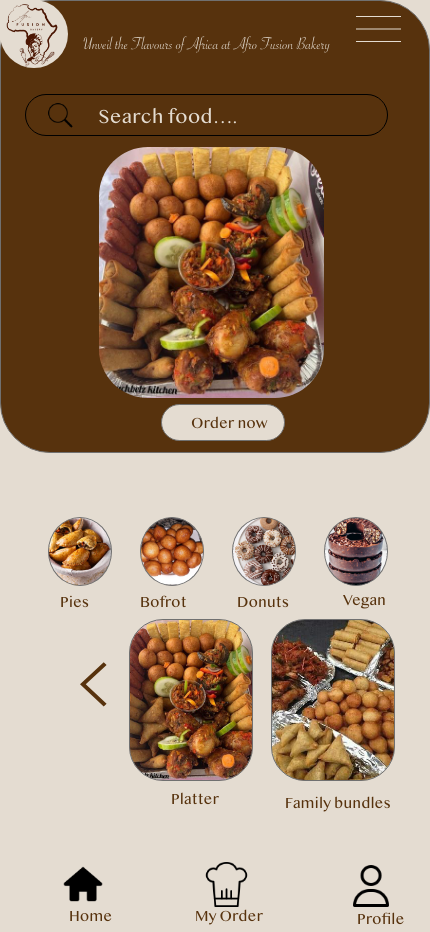 FUSION
Unveil the Flavours of Africa at Afro Fusion Bakery
Search food....
Order now
Pies
Bofrot
Donuts
Vegan
Platter
Family bundles
Home
My Order
Profile